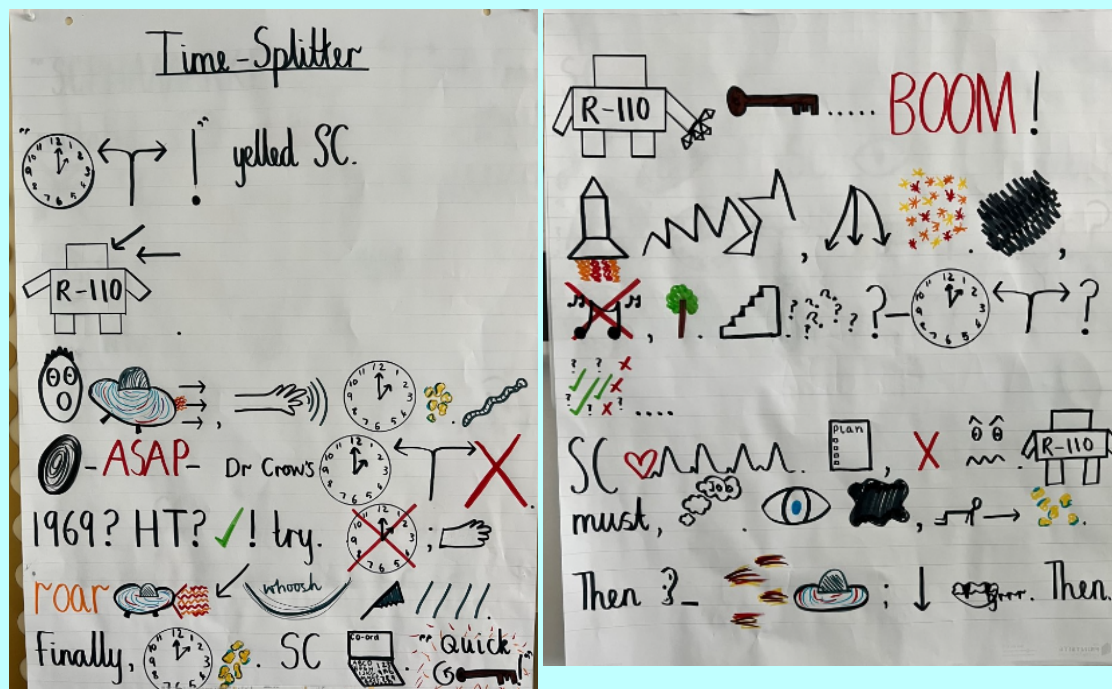 Time-Splitter
" ! " yelled SC.
R-110 .
,
- ASAP - Dr Crow's .
1969? HT? ! try. ;
roar whoosh
Finally, . SC Co-ord . "Quick !"
R-110 ..... BOOM!
, . ,
, . ? - ?
....
SC . Plan , . R-110
must, Job . , .
Then } _ ; grrr. Then.